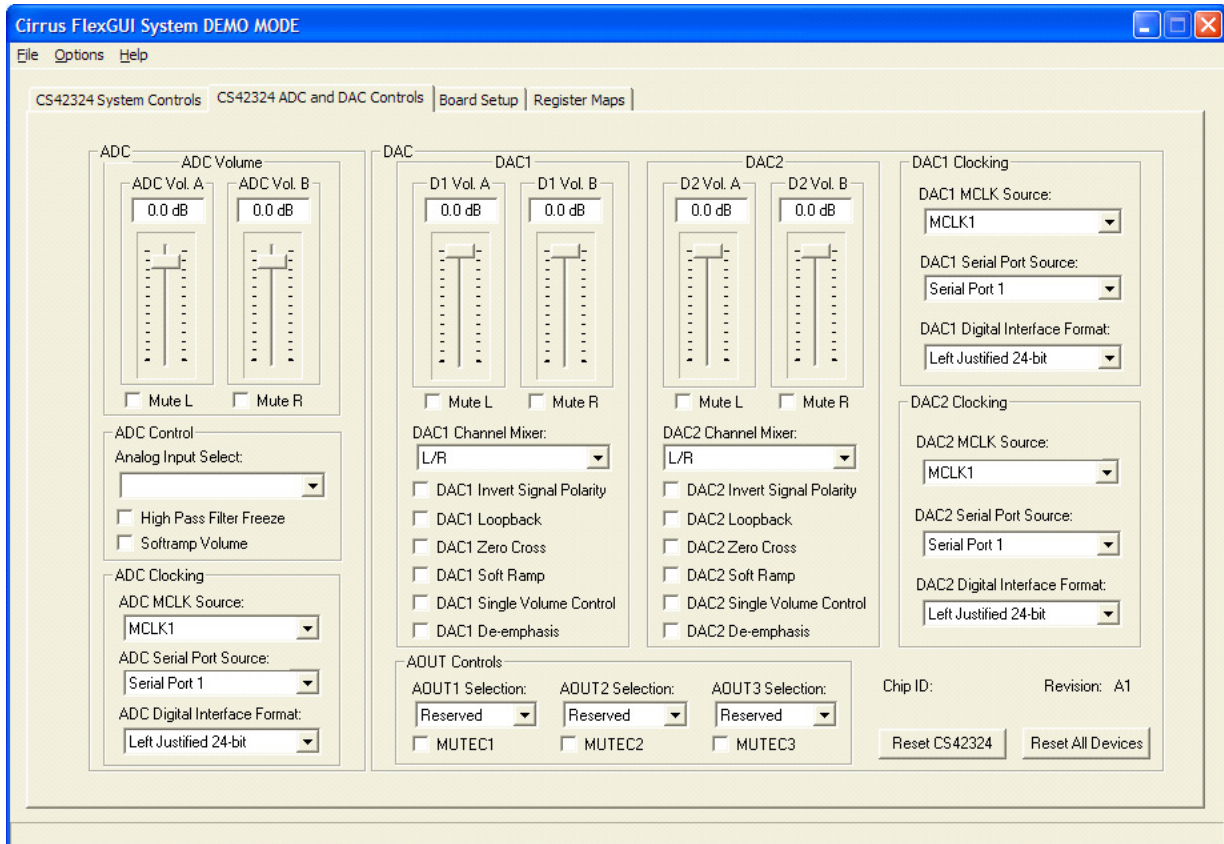 Cirrus FlexGUI System DEMO MODE
File Options Help
CS42324 System Controls CS42324 ADC and DAC Controls Board Setup Register Maps
ADC
ADC Volume
ADC Vol. A ADC Vol. B
0.0 dB 0.0 dB
Mute L Mute R
ADC Control
Analog Input Select:
High Pass Filter Freeze
Softramp Volume
ADC Clocking
ADC MCLK Source:
MCLK1
ADC Serial Port Source:
Serial Port 1
ADC Digital Interface Format:
Left Justified 24-bit
DAC
DAC1
D1 Vol. A D1 Vol. B
0.0 dB 0.0 dB
Mute L Mute R
DAC1 Channel Mixer:
L/R
DAC1 Invert Signal Polarity
DAC1 Loopback
DAC1 Zero Cross
DAC1 Soft Ramp
DAC1 Single Volume Control
DAC1 De-emphasis
DAC2
D2 Vol. A D2 Vol. B
0.0 dB 0.0 dB
Mute L Mute R
DAC2 Channel Mixer:
L/R
DAC2 Invert Signal Polarity
DAC2 Loopback
DAC2 Zero Cross
DAC2 Soft Ramp
DAC2 Single Volume Control
DAC2 De-emphasis
DAC1 Clocking
DAC1 MCLK Source:
MCLK1
DAC1 Serial Port Source:
Serial Port 1
DAC1 Digital Interface Format:
Left Justified 24-bit
DAC2 Clocking
DAC2 MCLK Source:
MCLK1
DAC2 Serial Port Source:
Serial Port 1
DAC2 Digital Interface Format:
Left Justified 24-bit
AOUT Controls
AOUT1 Selection: AOUT2 Selection: AOUT3 Selection:
Reserved Reserved Reserved
MUTEC1 MUTEC2 MUTEC3
Chip ID: Revision: A1
Reset CS42324 Reset All Devices